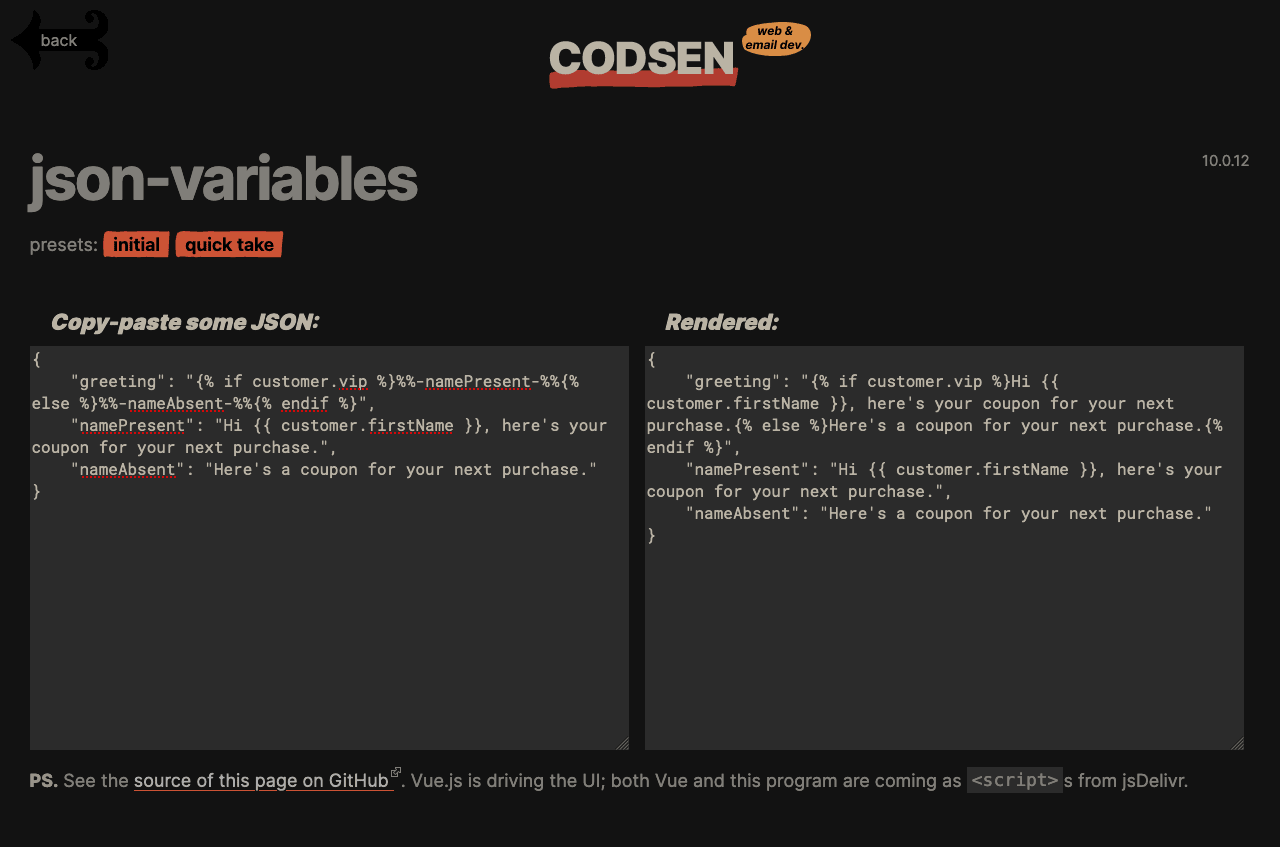 back
CODSEN
web &
email dev.
json-variables
10.0.12
presets: initial quick take
Copy-paste some JSON:
{
    "greeting": "{% if customer.vip %}%%-namePresent-%%{%
else %}%%-nameAbsent-%%{% endif %}",
    "namePresent": "Hi {{ customer.firstName }}, here's your
coupon for your next purchase.",
    "nameAbsent": "Here's a coupon for your next purchase."
}
Rendered:
{
    "greeting": "{% if customer.vip %}Hi {{
customer.firstName }}, here's your coupon for your next
purchase.{% else %}Here's a coupon for your next purchase.{%
endif %}",
    "namePresent": "Hi {{ customer.firstName }}, here's your
coupon for your next purchase.",
    "nameAbsent": "Here's a coupon for your next purchase."
}
PS. See the source of this page on GitHub. Vue.js is driving the UI; both Vue and this program are coming as <script>s from jsDelivr.